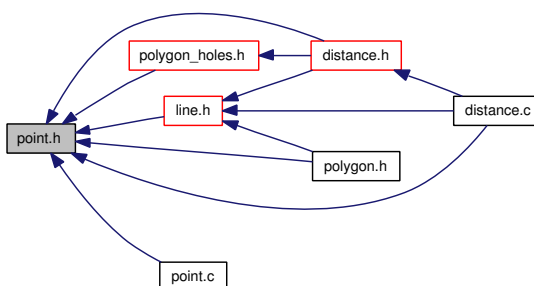 polygon_holes.h
distance.h
line.h
distance.c
point.h
polygon.h
point.c